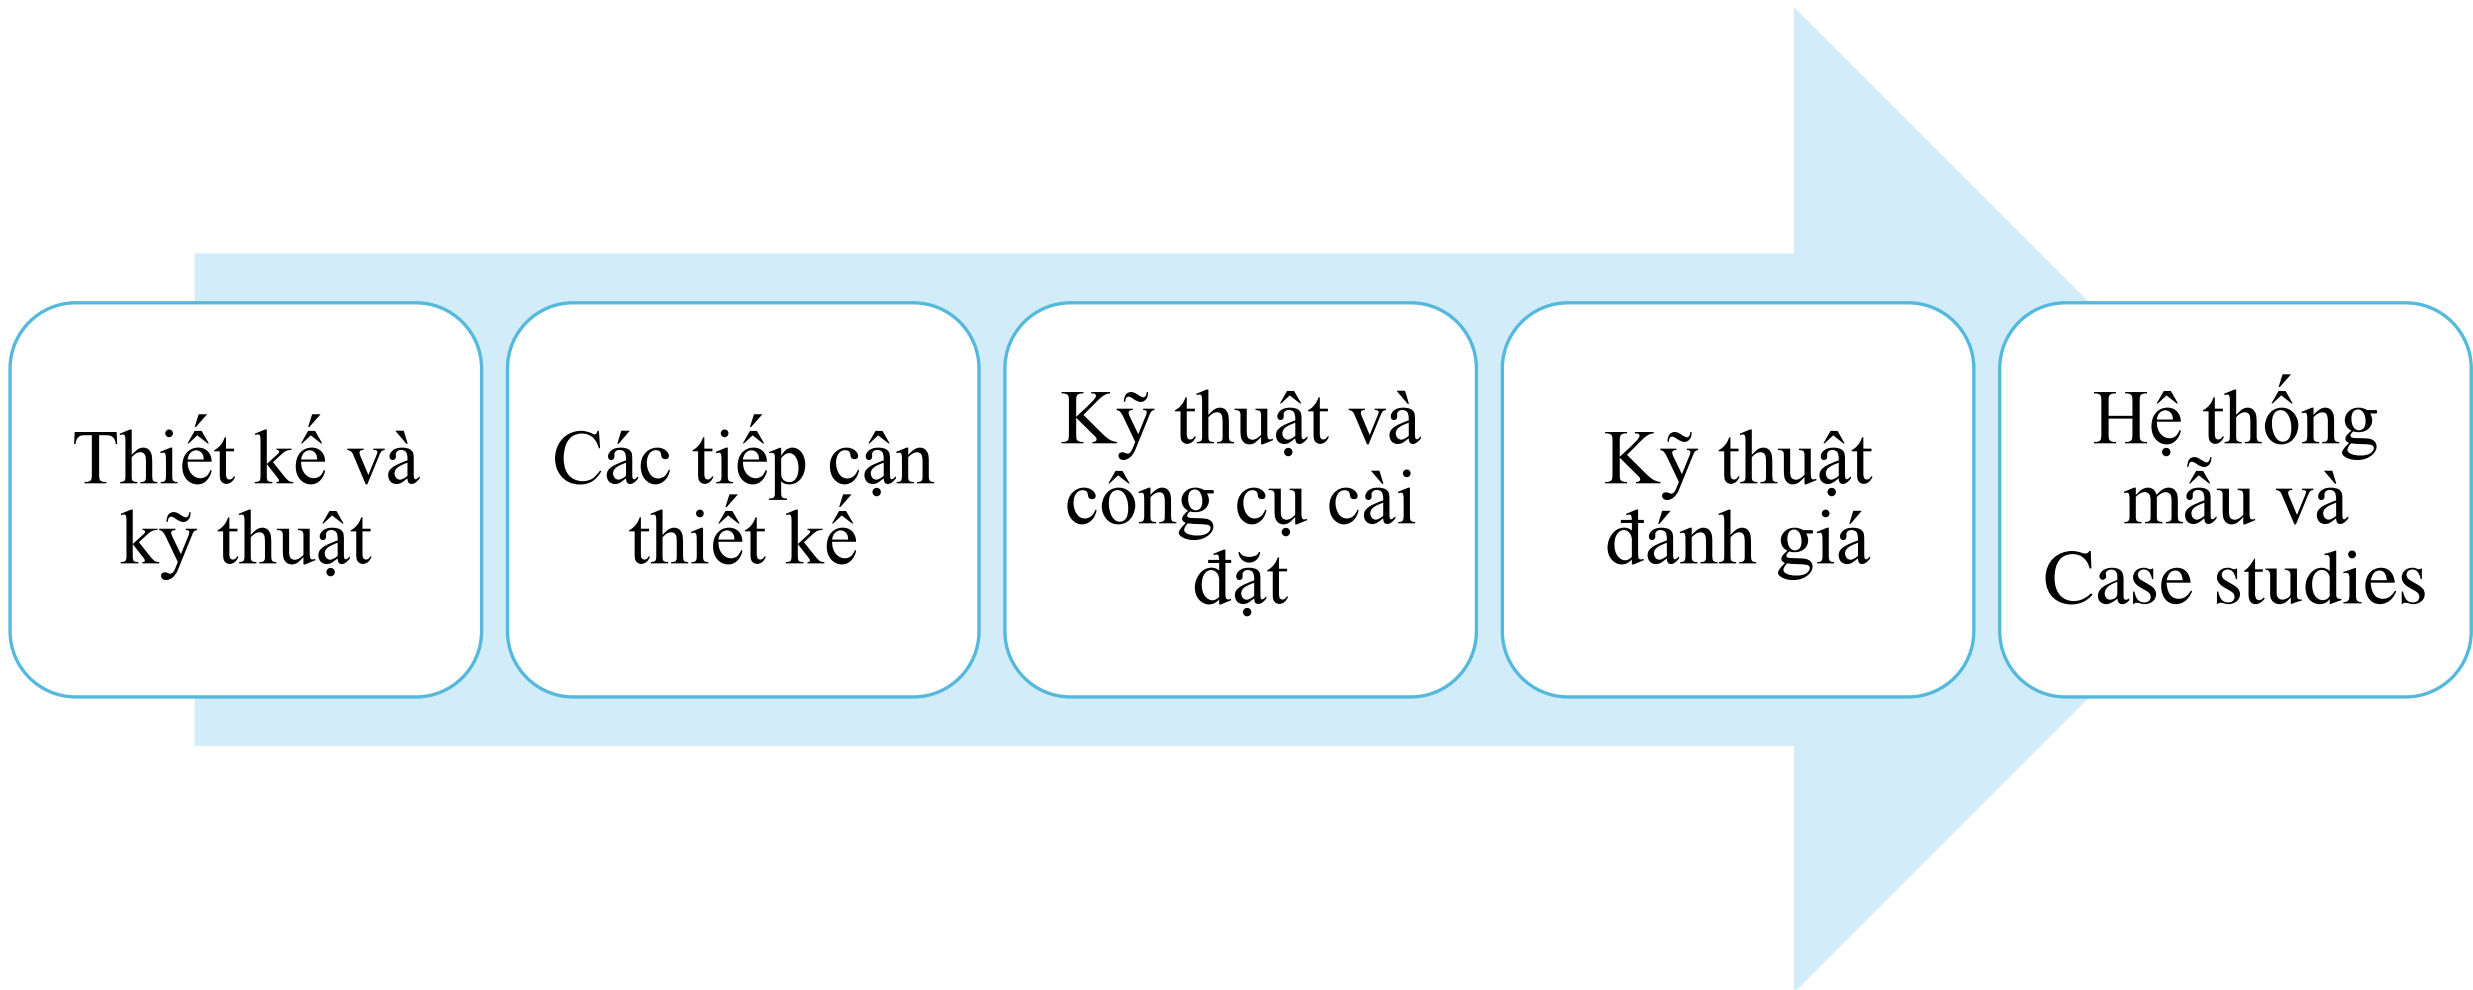 Thiết kế và
kỹ thuật
Các tiếp cận
thiết kế
Kỹ thuật và
công cụ cài
đặt
Kỹ thuật
đánh giá
Hệ thống
mẫu và
Case studies